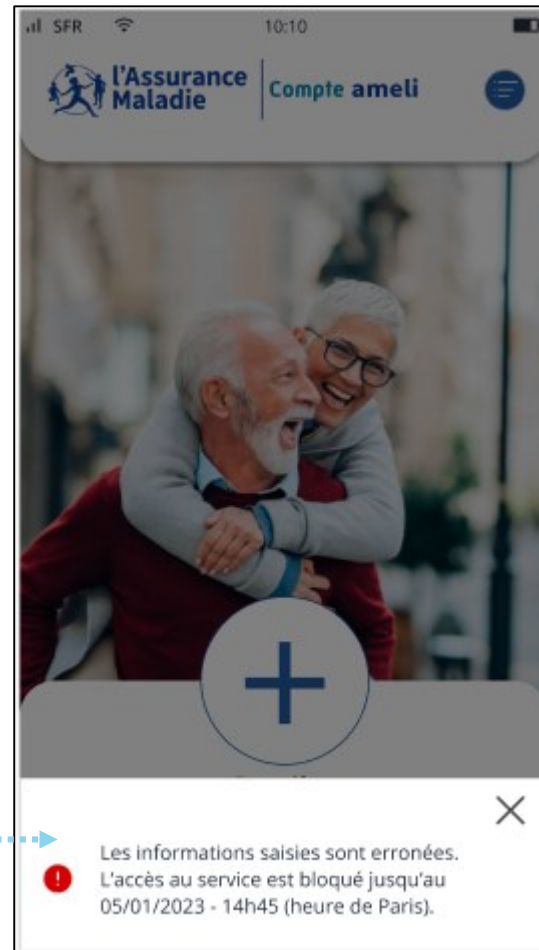 SFR 10:10
l'Assurance
Maladie
Compte ameli
Les informations saisies sont erronées.
L'accès au service est bloqué jusqu'au
05/01/2023 - 14h45 (heure de Paris).